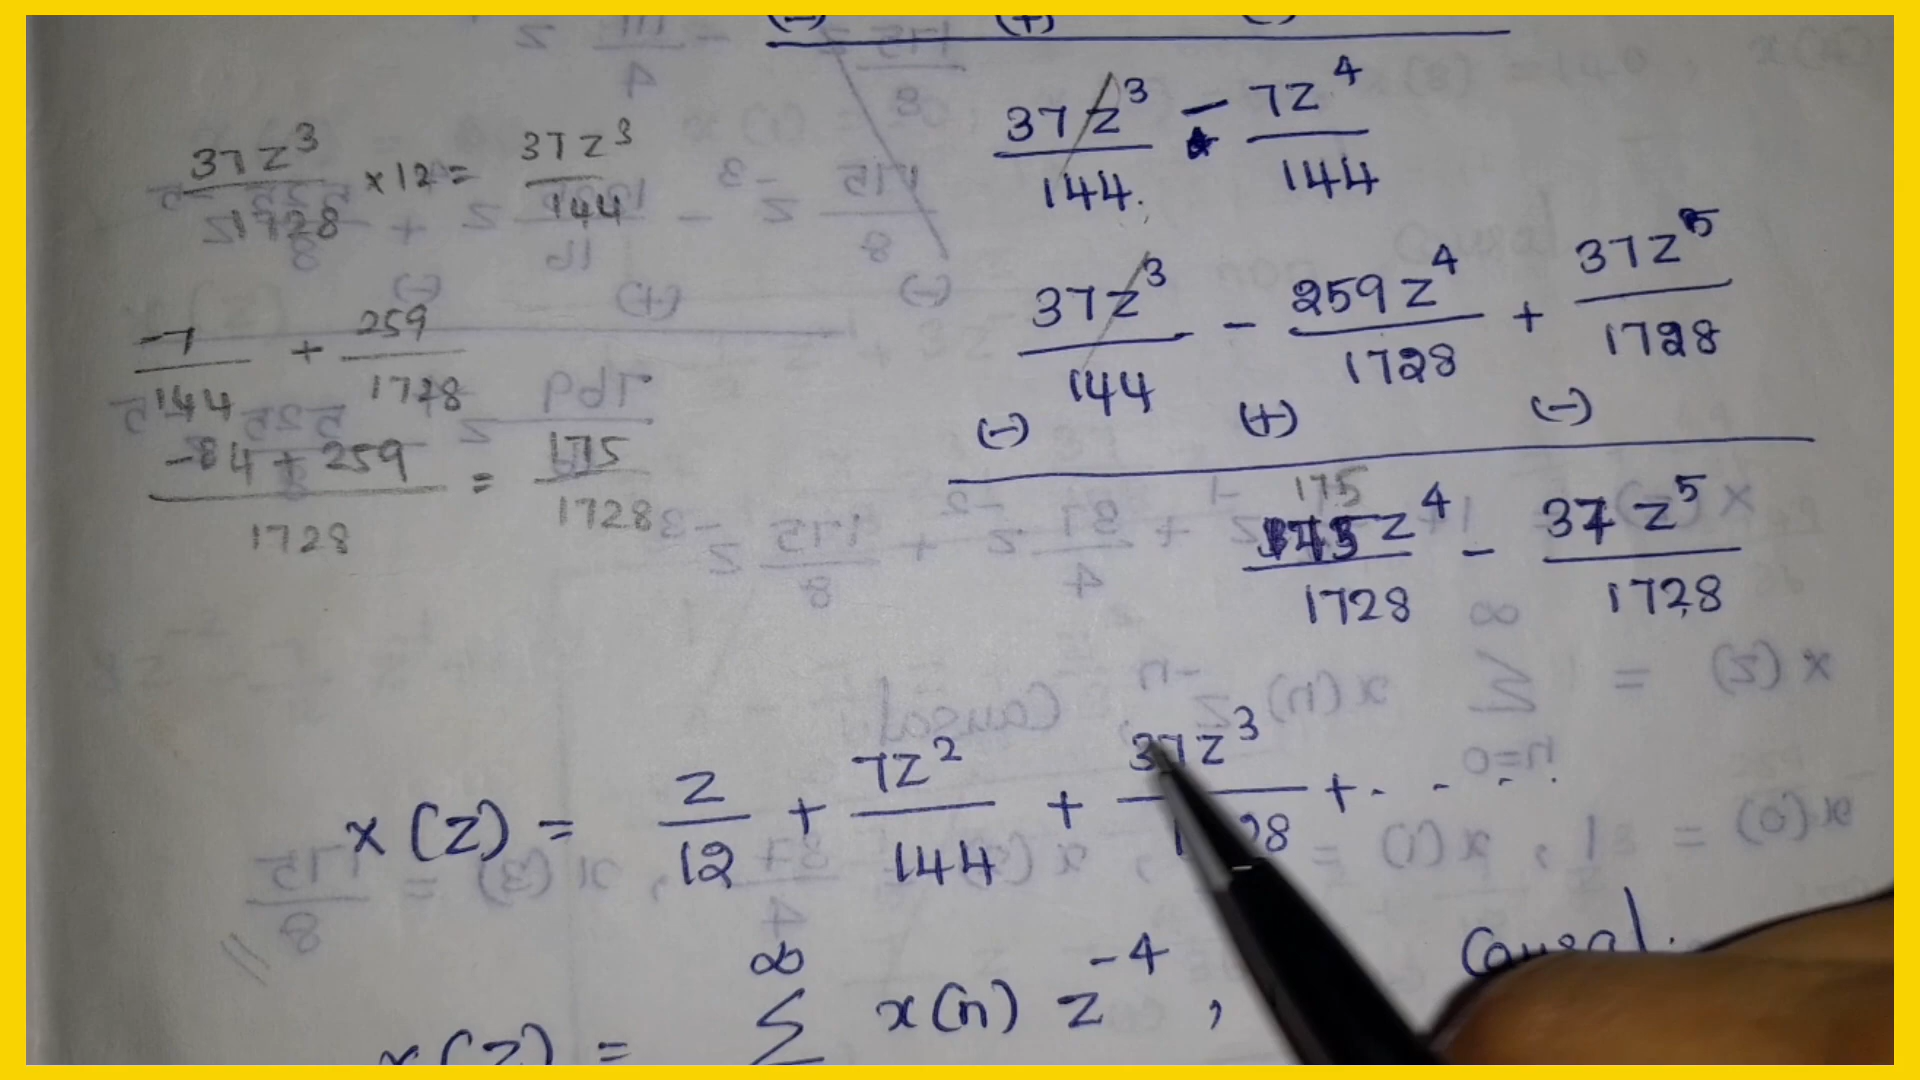 (-) (+) (-)
37z³/144 - 7z⁴/144
37z³/1728 ×12 = 37z³/144
37z³/144 - 259z⁴/1728 + 37z⁵/1728
(-) (+) (-)
-7/144 + 259/1728
-84 + 259/1728 = 175/1728
175z⁴/1728 - 37z⁵/1728
x(z) = z/12 + 7z²/144 + 37z³/1728 + . - - .
x(z) = ∞ Σ x(n) z⁻⁴, Causal.